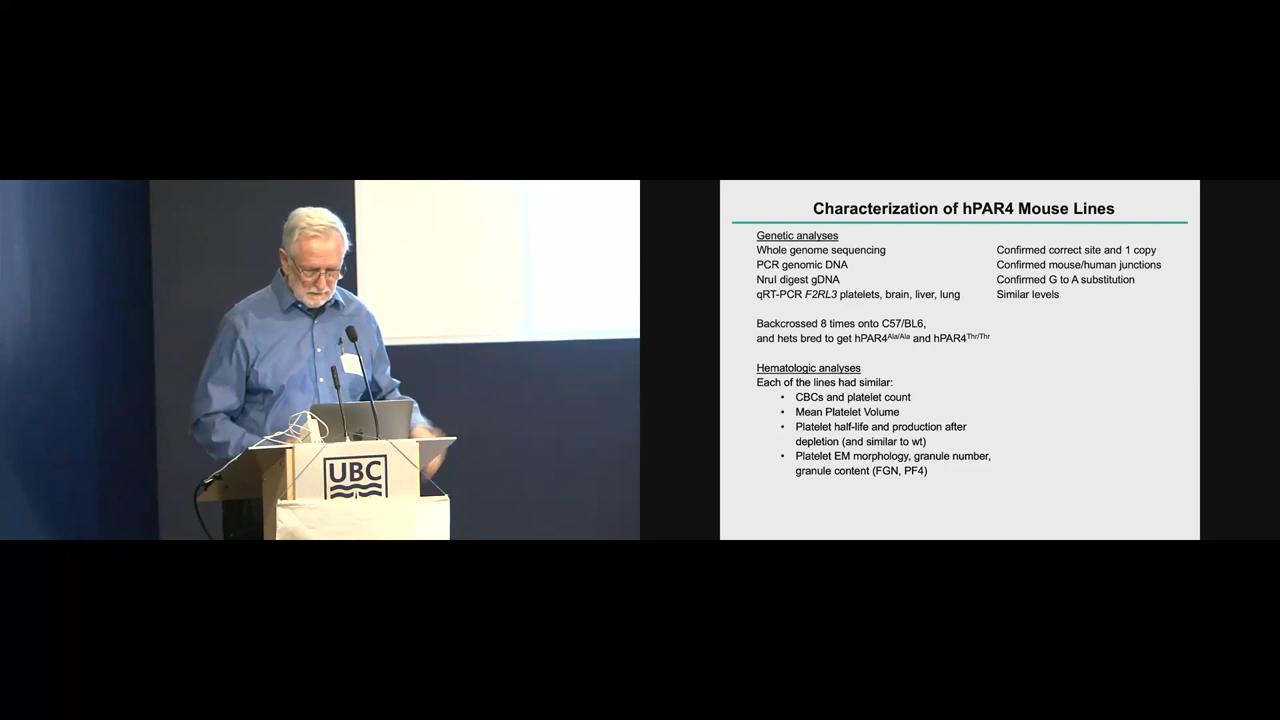 UBC
Characterization of hPAR4 Mouse Lines
Genetic analyses
Whole genome sequencing Confirmed correct site and 1 copy
PCR genomic DNA Confirmed mouse/human junctions
NruI digest gDNA Confirmed G to A substitution
qRT-PCR F2RL3 platelets, brain, liver, lung Similar levels
Backcrossed 8 times onto C57/BL6,
and hets bred to get hPAR4Ala/Ala and hPAR4Thr/Thr
Hematologic analyses
Each of the lines had similar:
• CBCs and platelet count
• Mean Platelet Volume
• Platelet half-life and production after
depletion (and similar to wt)
• Platelet EM morphology, granule number,
granule content (FGN, PF4)